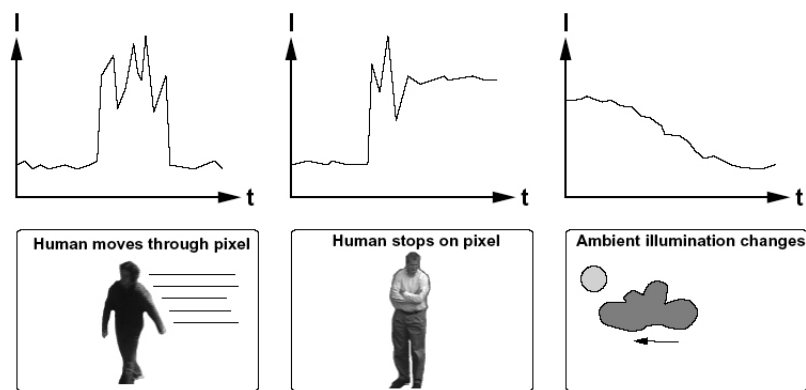 I
t
I
t
I
t
Human moves through pixel
Human stops on pixel
Ambient illumination changes